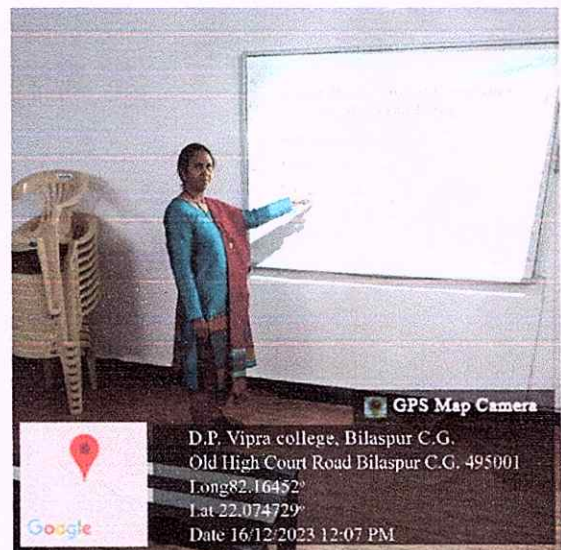 GPS Map Camera
D.P. Vipra college, Bilaspur C.G.
Old High Court Road Bilaspur C.G. 495001
Long82.16452°
Lat 22.074729°
Date 16/12/2023 12:07 PM
Google